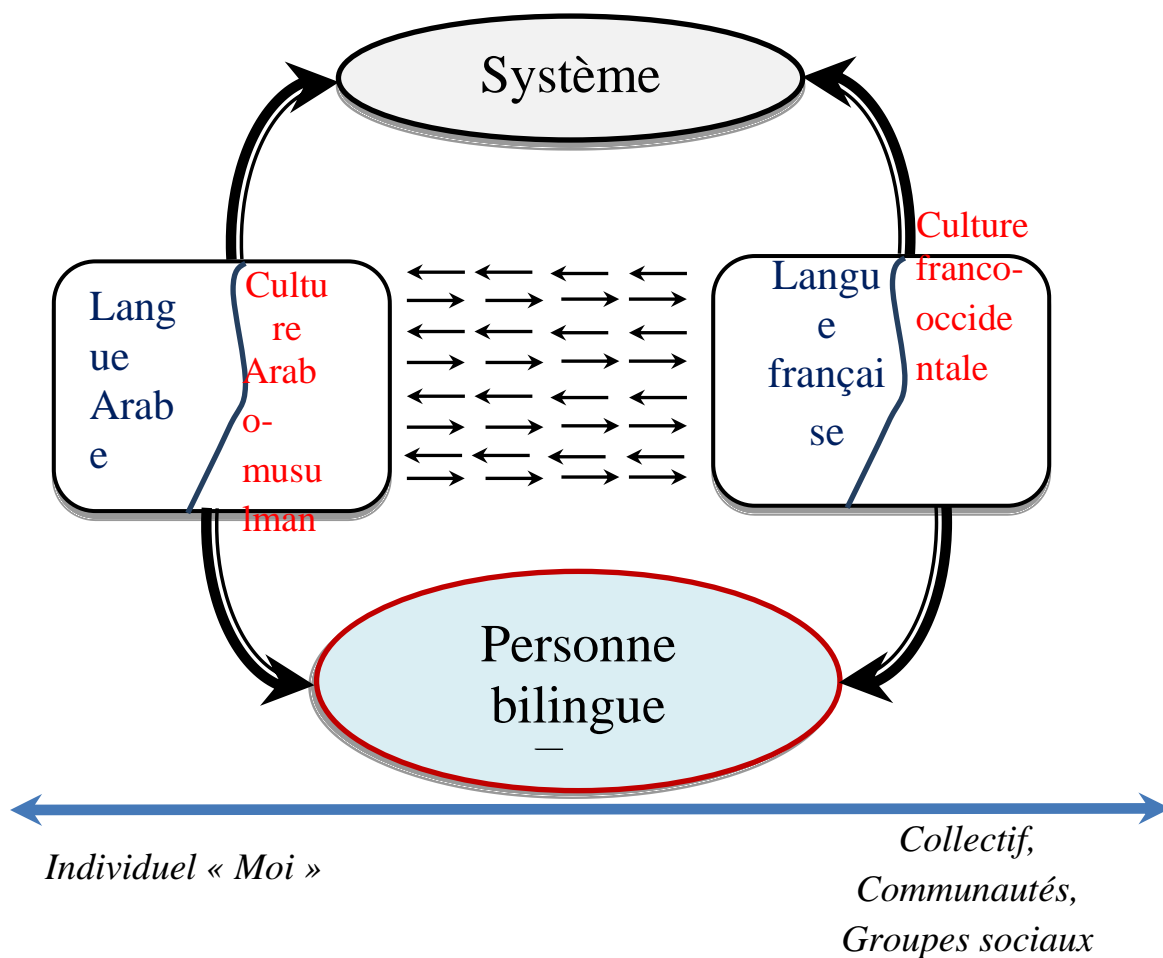 Système
Lang
ue
Arab
e
Cultu
re
Arab
o-
musu
lman
Langu
e
françai
se
Culture
franco-
occide
ntale
Personne
bilingue
Individuel « Moi »
Collectif,
Communautés,
Groupes sociaux